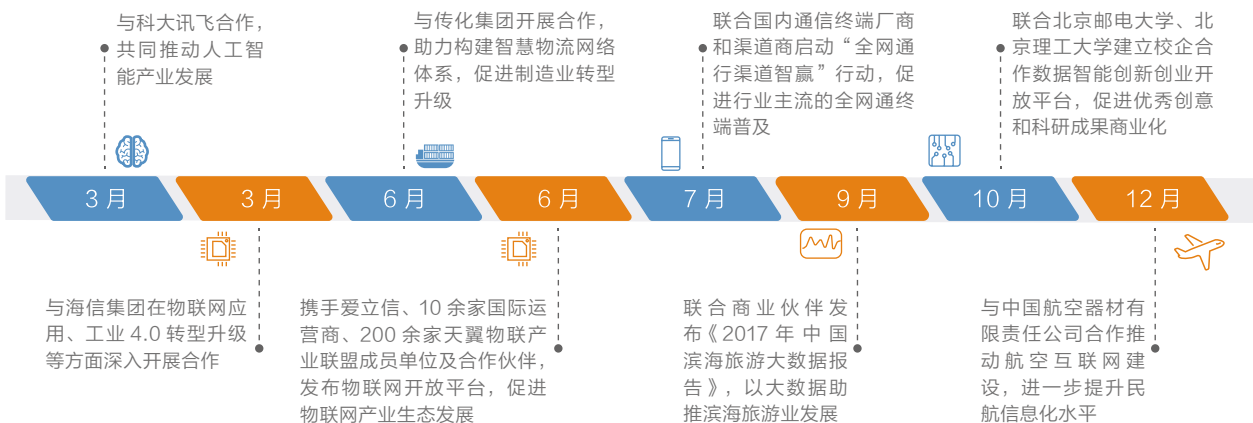 与科大讯飞合作，
共同推动人工智
能产业发展
与传化集团开展合作，
助力构建智慧物流网络
体系，促进制造业转型
升级
联合国内通信终端厂商
和渠道商启动“全网通
行渠道智赢”行动，促
进行业主流的全网通终
端普及
联合北京邮电大学、北
京理工大学建立校企合
作数据智能创新创业开
放平台，促进优秀创意
和科研成果商业化
3 月
3 月
6 月
6 月
7 月
9 月
10 月
12 月
与海信集团在物联网应
用、工业 4.0 转型升级
等方面深入开展合作
携手爱立信、10 余家国际运
营商、200 余家天翼物联产
业联盟成员单位及合作伙伴，
发布物联网开放平台，促进
物联网产业生态发展
联合商业伙伴发
布《2017 年中国
滨海旅游大数据报
告》，以大数据助
推滨海旅游业发展
与中国航空器材有
限责任公司合作推
动航空互联网建
设，进一步提升民
航信息化水平